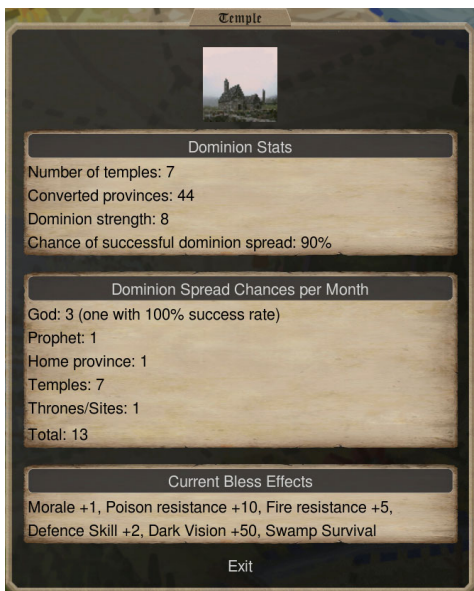 Temple
Dominion Stats
Number of temples: 7
Converted provinces: 44
Dominion strength: 8
Chance of successful dominion spread: 90%
Dominion Spread Chances per Month
God: 3 (one with 100% success rate)
Prophet: 1
Home province: 1
Temples: 7
Thrones/Sites: 1
Total: 13
Current Bless Effects
Morale +1, Poison resistance +10, Fire resistance +5,
Defence Skill +2, Dark Vision +50, Swamp Survival
Exit